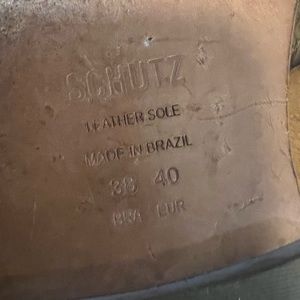 SCHUTZ
LEATHER SOLE
MADE IN BRAZIL
38 40
BRA EUR